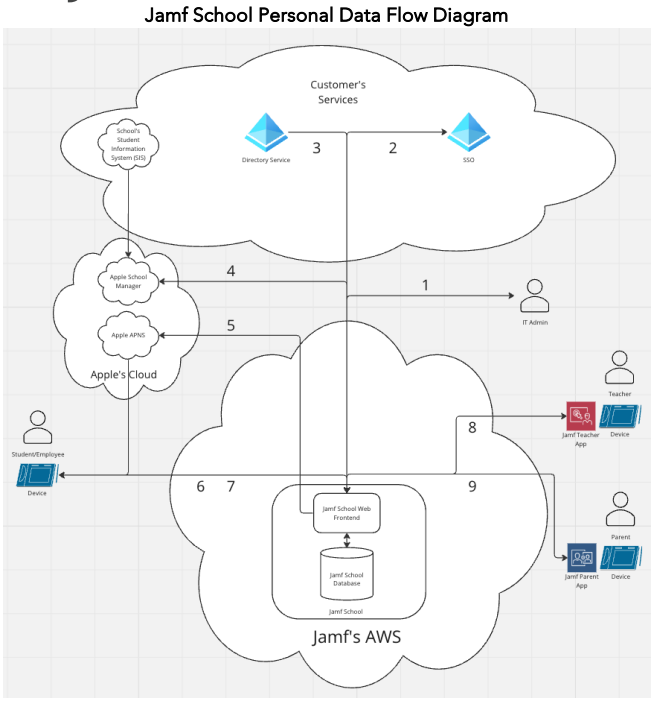 Jamf School Personal Data Flow Diagram
Customer's
Services
School's
Student
Information
System (SIS)
Directory Service
3
2
SSO
Apple School
Manager
4
1
IT Admin
Apple APNS
5
Apple's Cloud
Teacher
8
Jamf Teacher
App
Device
Student/Employee
Device
6
7
9
Jamf School Web
Frontend
Parent
Jamf Parent
App
Device
Jamf School
Database
Jamf School
Jamf's AWS